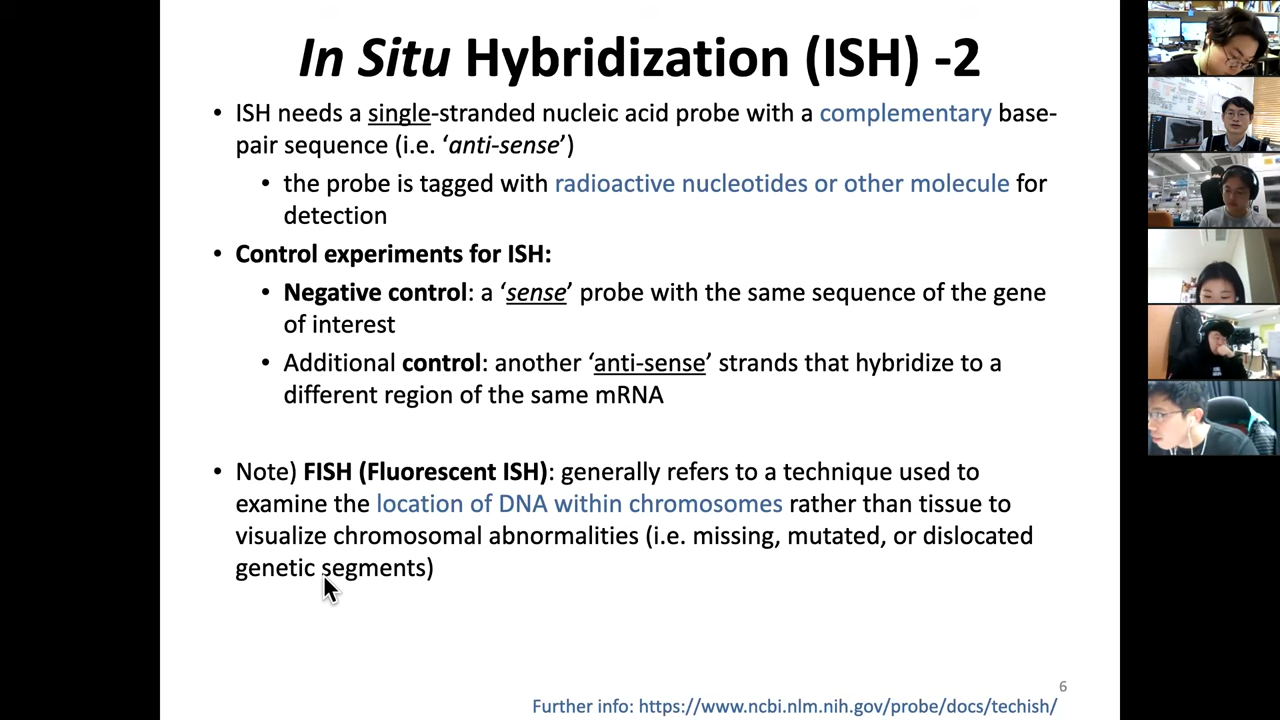 In Situ Hybridization (ISH) -2
• ISH needs a single-stranded nucleic acid probe with a complementary base-
pair sequence (i.e. ‘anti-sense’)
• the probe is tagged with radioactive nucleotides or other molecule for
detection
• Control experiments for ISH:
• Negative control: a ‘sense’ probe with the same sequence of the gene
of interest
• Additional control: another ‘anti-sense’ strands that hybridize to a
different region of the same mRNA
• Note) FISH (Fluorescent ISH): generally refers to a technique used to
examine the location of DNA within chromosomes rather than tissue to
visualize chromosomal abnormalities (i.e. missing, mutated, or dislocated
genetic segments)
6
Further info: https://www.ncbi.nlm.nih.gov/probe/docs/techish/